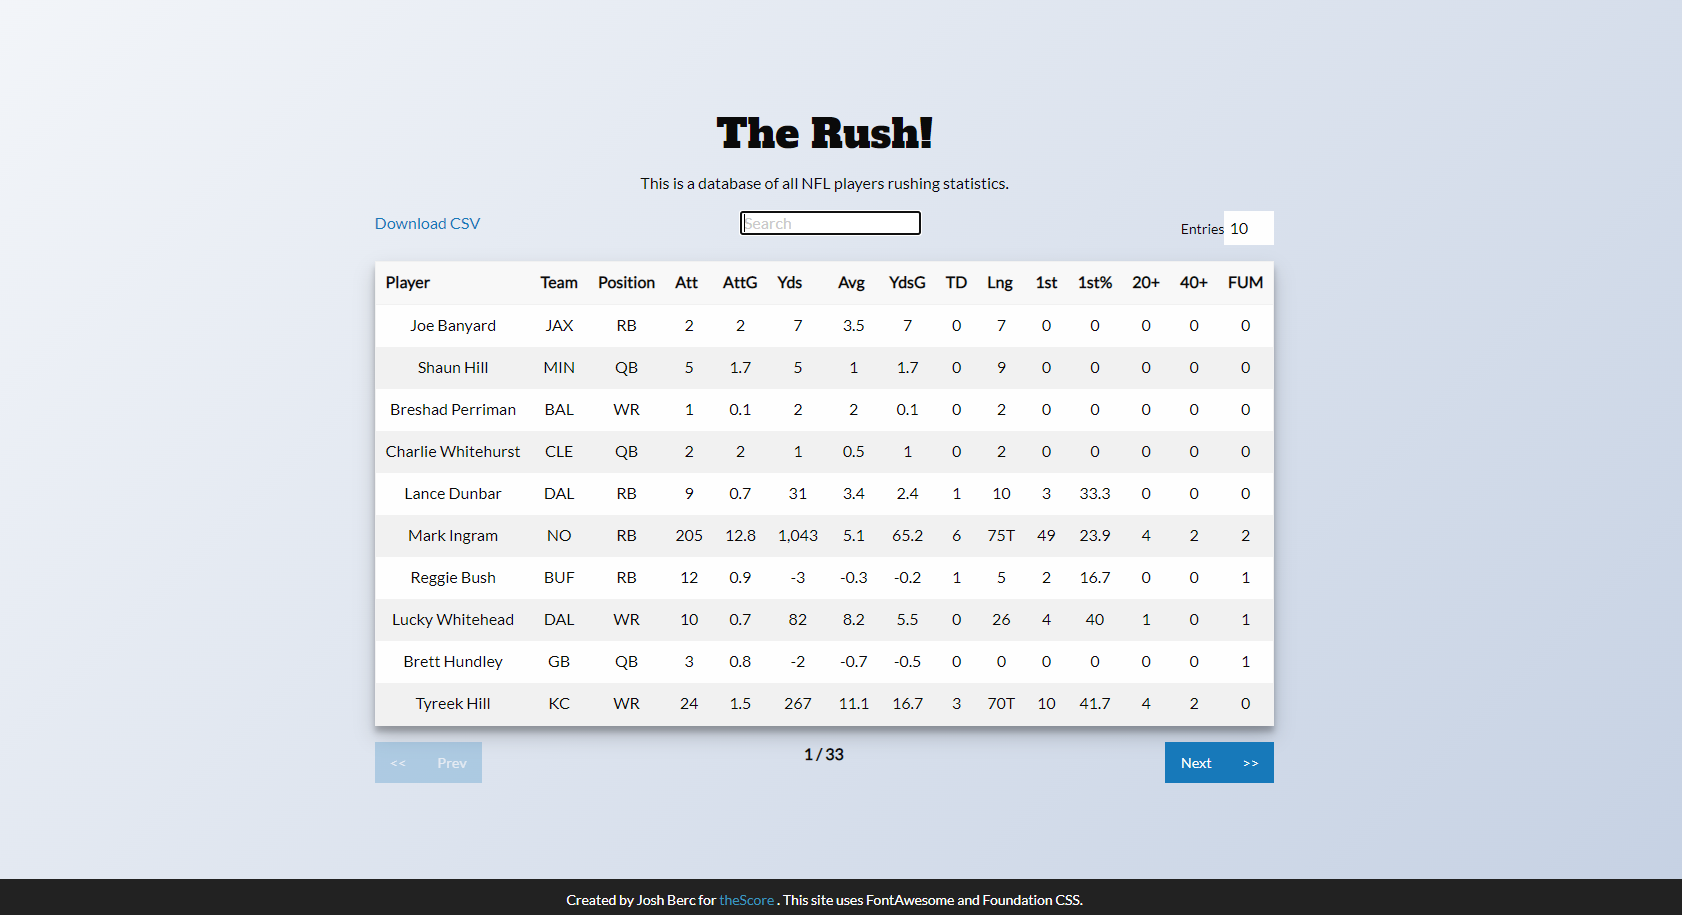 The Rush!
This is a database of all NFL players rushing statistics.
Download CSV Search Entries 10
Player Team Position Att AttG Yds Avg YdsG TD Lng 1st 1st% 20+ 40+ FUM
Joe Banyard JAX RB 2 2 7 3.5 7 0 7 0 0 0 0 0
Shaun Hill MIN QB 5 1.7 5 1 1.7 0 9 0 0 0 0 0
Breshad Perriman BAL WR 1 0.1 2 2 0.1 0 2 0 0 0 0 0
Charlie Whitehurst CLE QB 2 2 1 0.5 1 0 2 0 0 0 0 0
Lance Dunbar DAL RB 9 0.7 31 3.4 2.4 1 10 3 33.3 0 0 0
Mark Ingram NO RB 205 12.8 1,043 5.1 65.2 6 75T 49 23.9 4 2 2
Reggie Bush BUF RB 12 0.9 -3 -0.3 -0.2 1 5 2 16.7 0 0 1
Lucky Whitehead DAL WR 10 0.7 82 8.2 5.5 0 26 4 40 1 0 1
Brett Hundley GB QB 3 0.8 -2 -0.7 -0.5 0 0 0 0 0 0 1
Tyreek Hill KC WR 24 1.5 267 11.1 16.7 3 70T 10 41.7 4 2 0
<< Prev 1 / 33 Next >>
Created by Josh Berc for theScore . This site uses FontAwesome and Foundation CSS.